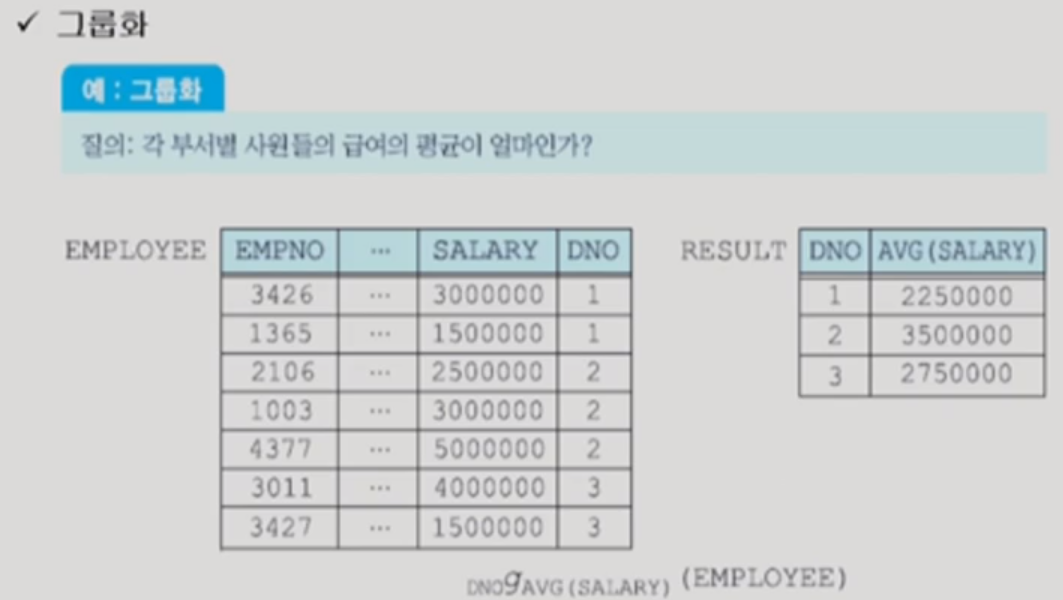 ✓ 그룹화
예 : 그룹화
질의: 각 부서별 사원들의 급여의 평균이 얼마인가?
EMPLOYEE EMPNO ... SALARY DNO RESULT DNO AVG(SALARY)
3426 ... 3000000 1 1 2250000
1365 ... 1500000 1 2 3500000
2106 ... 2500000 2 3 2750000
1003 ... 3000000 2
4377 ... 5000000 2
3011 ... 4000000 3
3427 ... 1500000 3
DNO g AVG(SALARY) (EMPLOYEE)